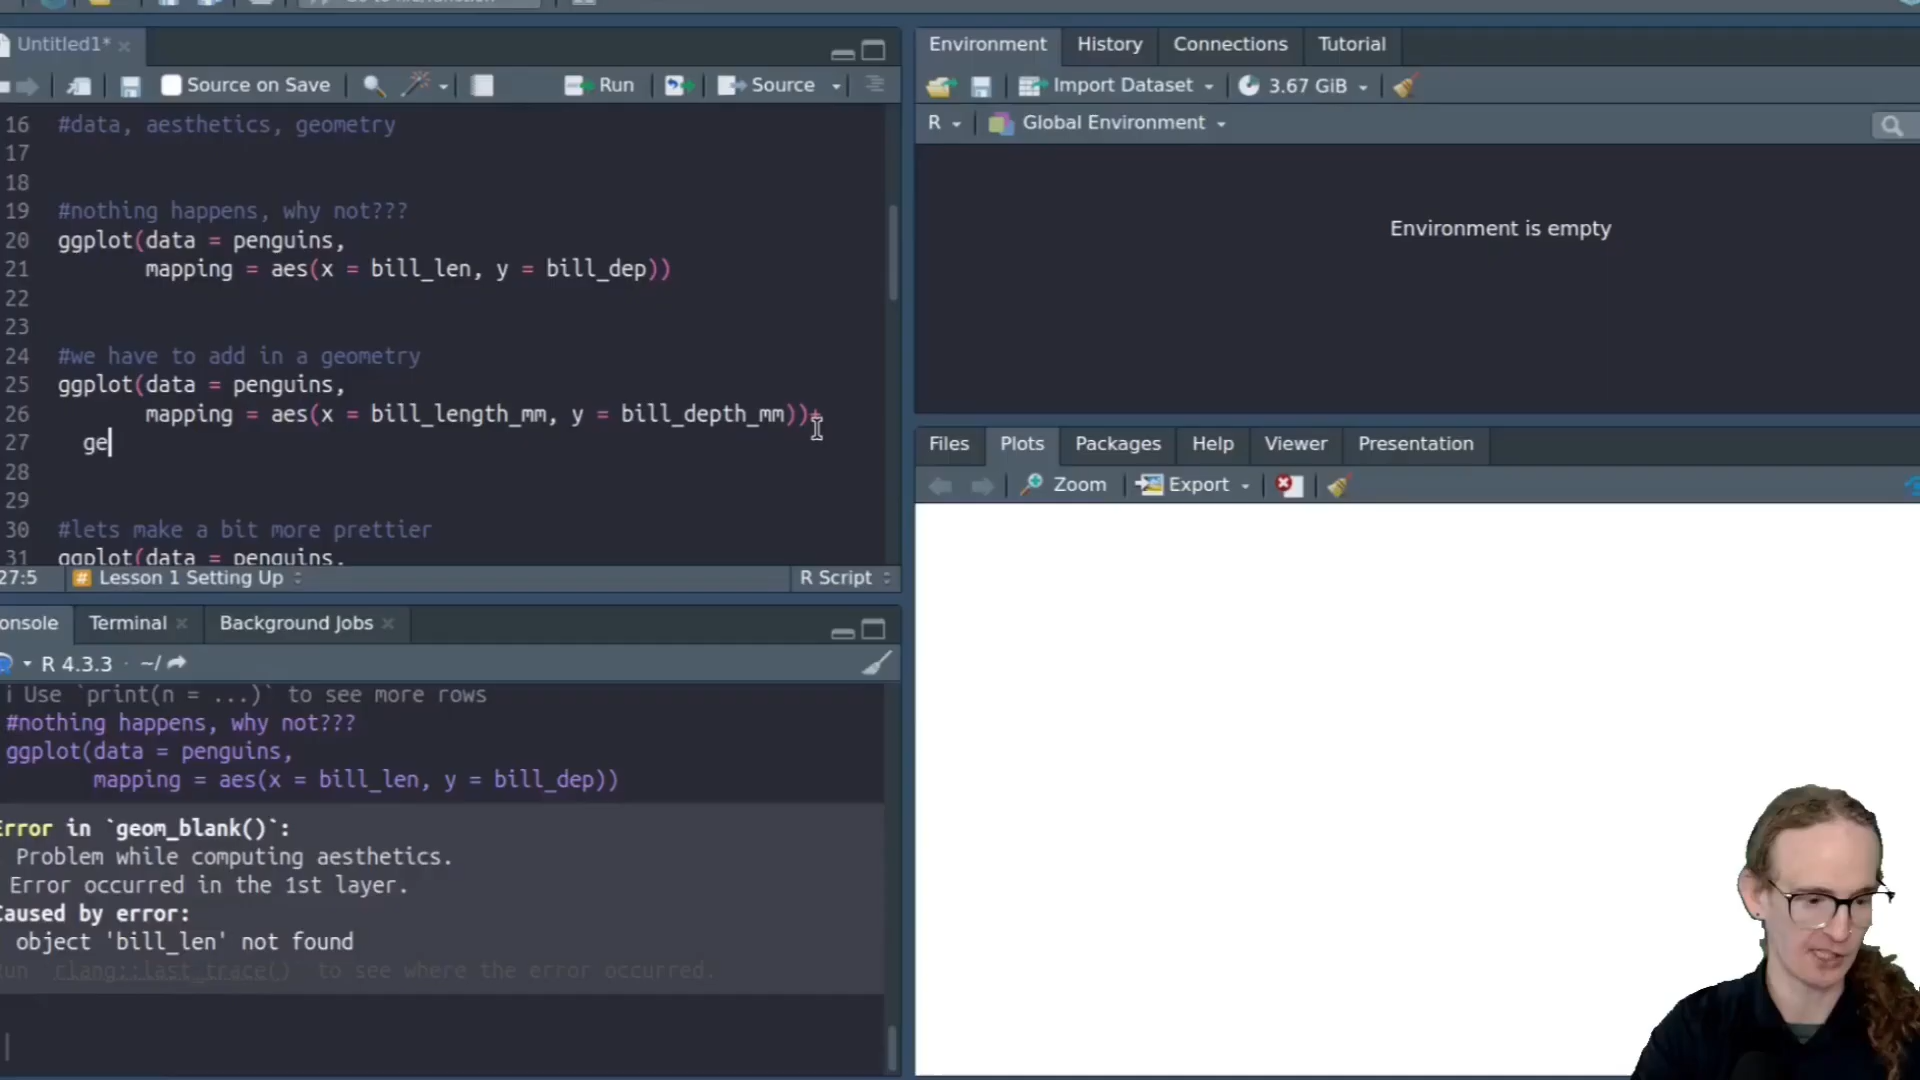 Untitled1*
Source on Save
Run
Source
16 #data, aesthetics, geometry
17
18
19 #nothing happens, why not???
20 ggplot(data = penguins,
21 mapping = aes(x = bill_len, y = bill_dep))
22
23
24 #we have to add in a geometry
25 ggplot(data = penguins,
26 mapping = aes(x = bill_length_mm, y = bill_depth_mm))+
27 ge
28
29
30 #lets make a bit more prettier
31 ggplot(data = penguins,
27:5 # Lesson 1 Setting Up R Script
onsole Terminal Background Jobs
R 4.3.3 · ~/
i Use `print(n = ...)` to see more rows
#nothing happens, why not???
ggplot(data = penguins,
mapping = aes(x = bill_len, y = bill_dep))
Error in `geom_blank()`:
Problem while computing aesthetics.
Error occurred in the 1st layer.
Caused by error:
object 'bill_len' not found
un rlang::last_trace() to see where the error occurred.
Environment History Connections Tutorial
Import Dataset 3.67 GiB
R Global Environment
Environment is empty
Files Plots Packages Help Viewer Presentation
Zoom Export